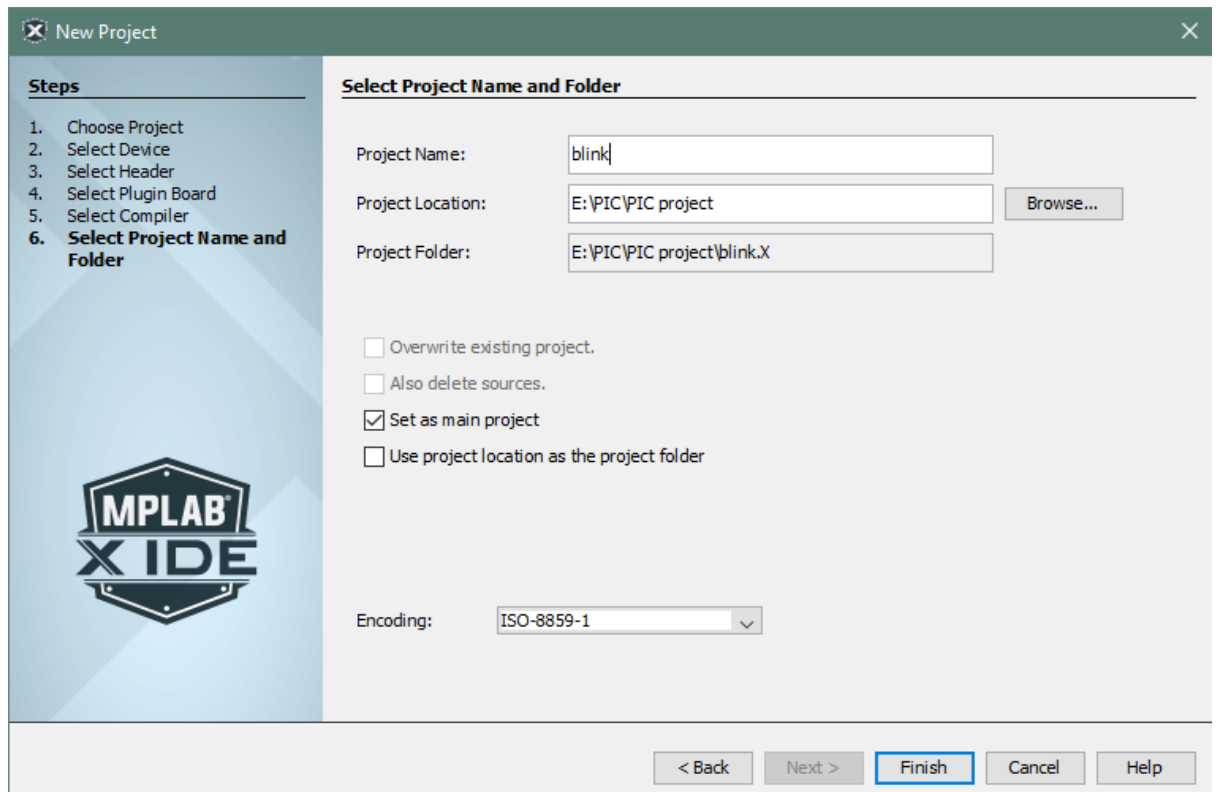 New Project
Steps
1. Choose Project
2. Select Device
3. Select Header
4. Select Plugin Board
5. Select Compiler
6. Select Project Name and
Folder
MPLAB®
X IDE
Select Project Name and Folder
Project Name: blink
Project Location: E:\PIC\PIC project Browse...
Project Folder: E:\PIC\PIC project\blink.X
Overwrite existing project.
Also delete sources.
Set as main project
Use project location as the project folder
Encoding: ISO-8859-1
< Back Next > Finish Cancel Help